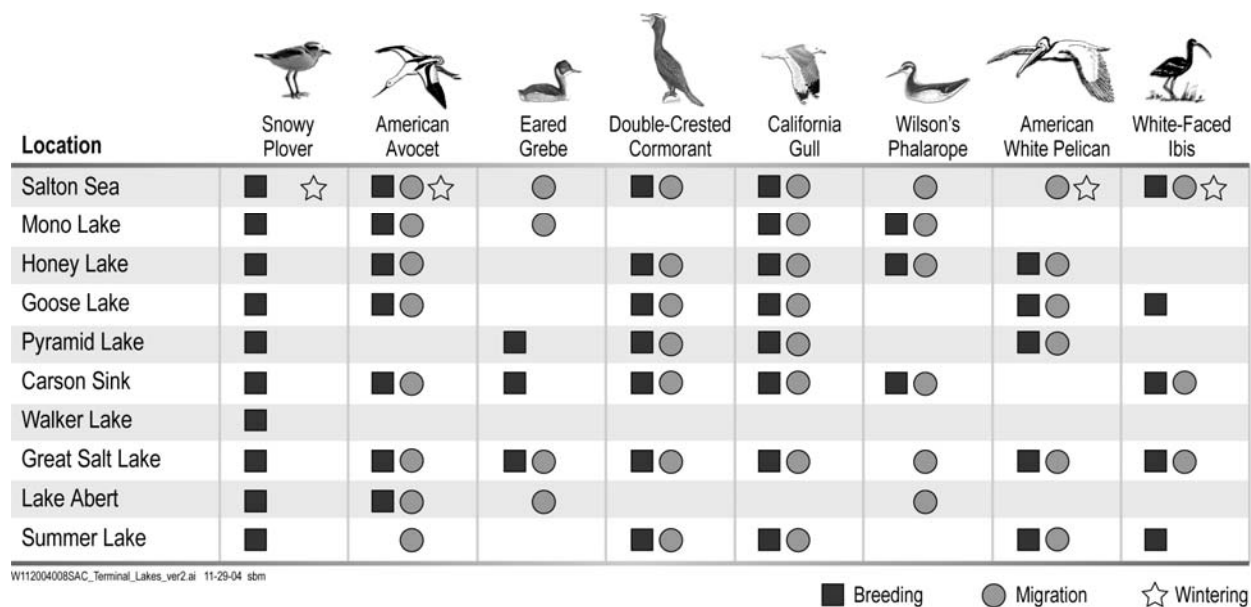 Location
Snowy Plover
American Avocet
Eared Grebe
Double-Crested Cormorant
California Gull
Wilson's Phalarope
American White Pelican
White-Faced Ibis
Salton Sea
Mono Lake
Honey Lake
Goose Lake
Pyramid Lake
Carson Sink
Walker Lake
Great Salt Lake
Lake Abert
Summer Lake
W112004008SAC_Terminal_Lakes_ver2.ai 11-29-04 sbm
Breeding Migration Wintering